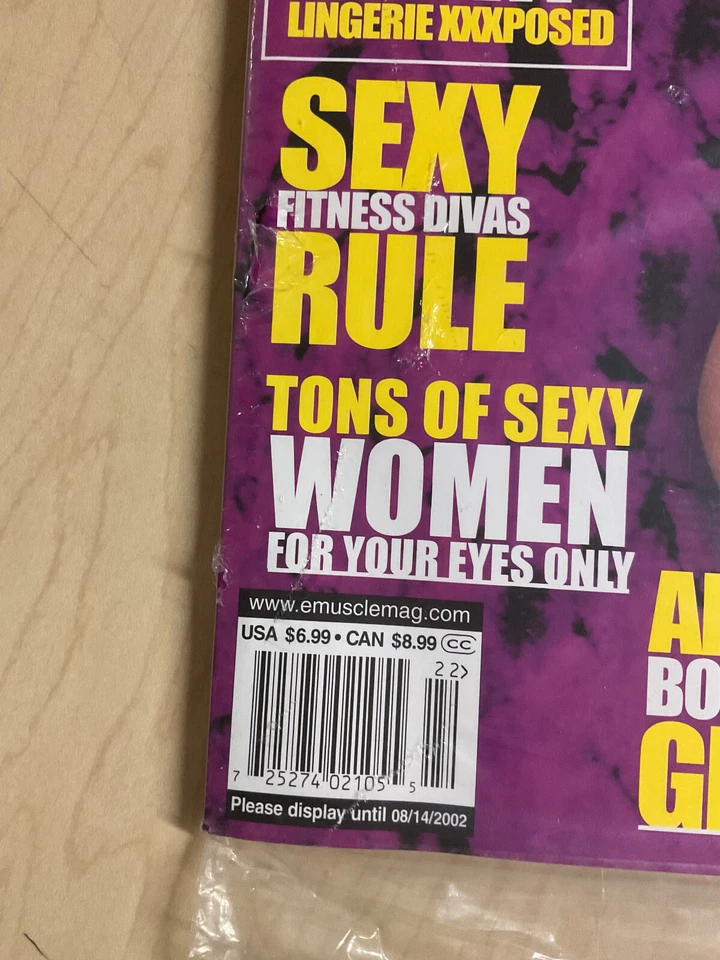 LINGERIE XXXPOSED
SEXY
FITNESS DIVAS
RULE
TONS OF SEXY
WOMEN
FOR YOUR EYES ONLY
www.emusclemag.com
USA $6.99 • CAN $8.99 CC
22>
7 25274 02105 5
Please display until 08/14/2002
BO